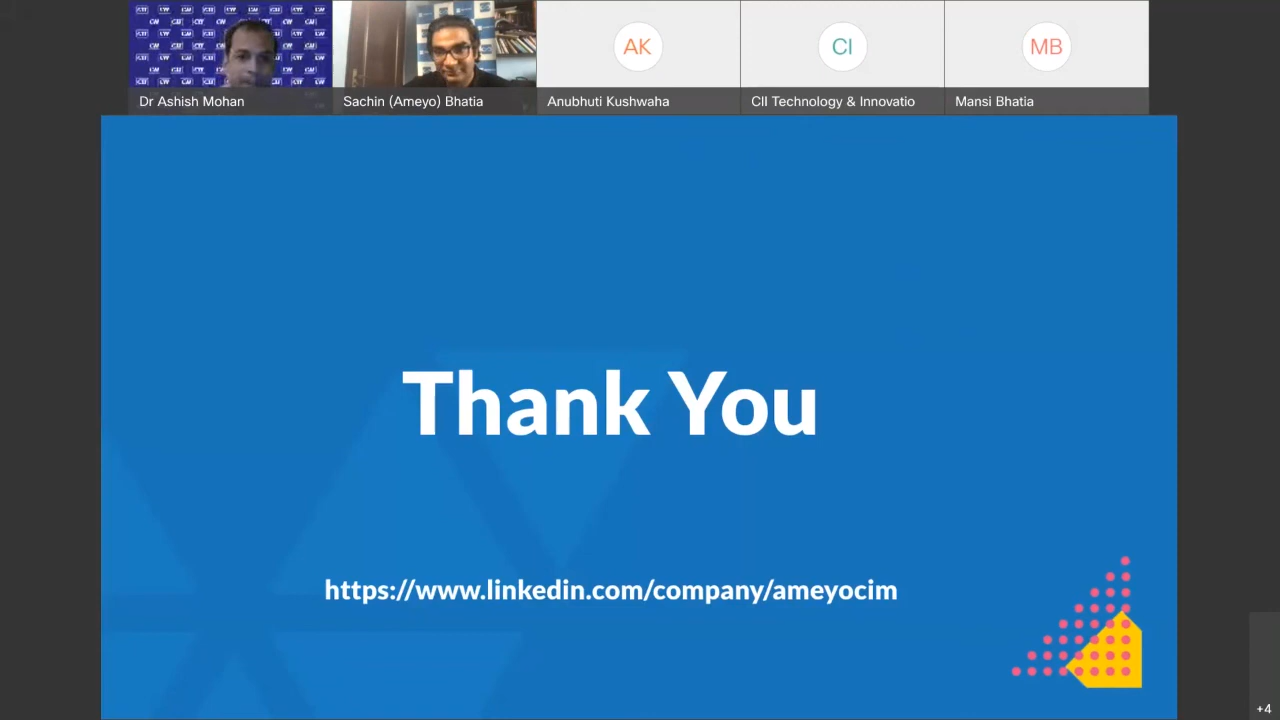 AK
CI
MB
Dr Ashish Mohan
Sachin (Ameyo) Bhatia
Anubhuti Kushwaha
CII Technology & Innovatio
Mansi Bhatia
Thank You
https://www.linkedin.com/company/ameyocim
+4